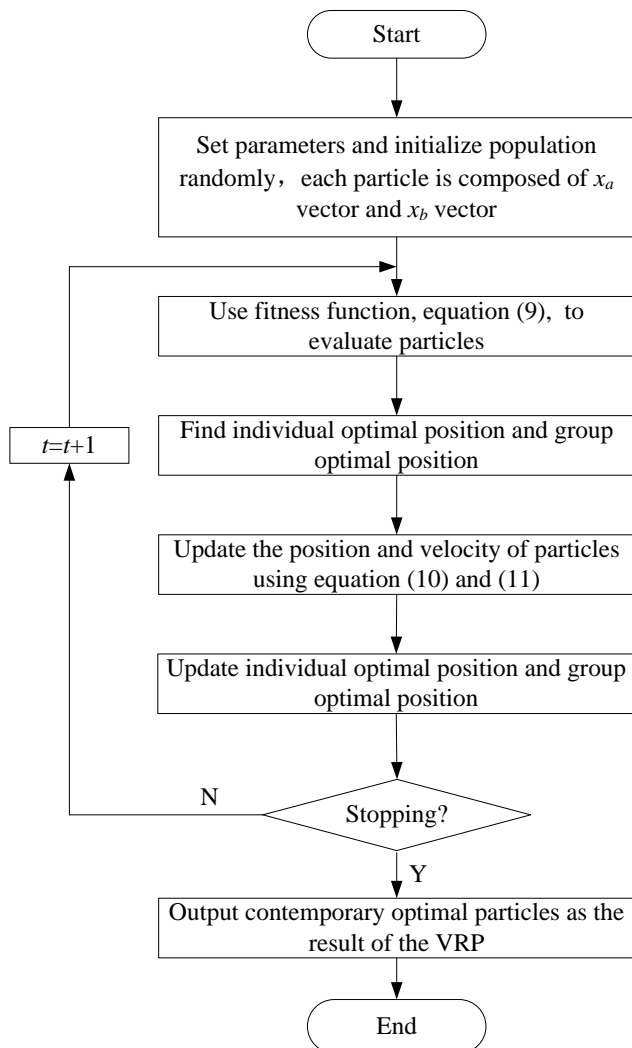 Start
Set parameters and initialize population
randomly，each particle is composed of xa
vector and xb vector
Use fitness function, equation (9), to
evaluate particles
t=t+1
Find individual optimal position and group
optimal position
Update the position and velocity of particles
using equation (10) and (11)
Update individual optimal position and group
optimal position
N
Stopping?
Y
Output contemporary optimal particles as the
result of the VRP
End